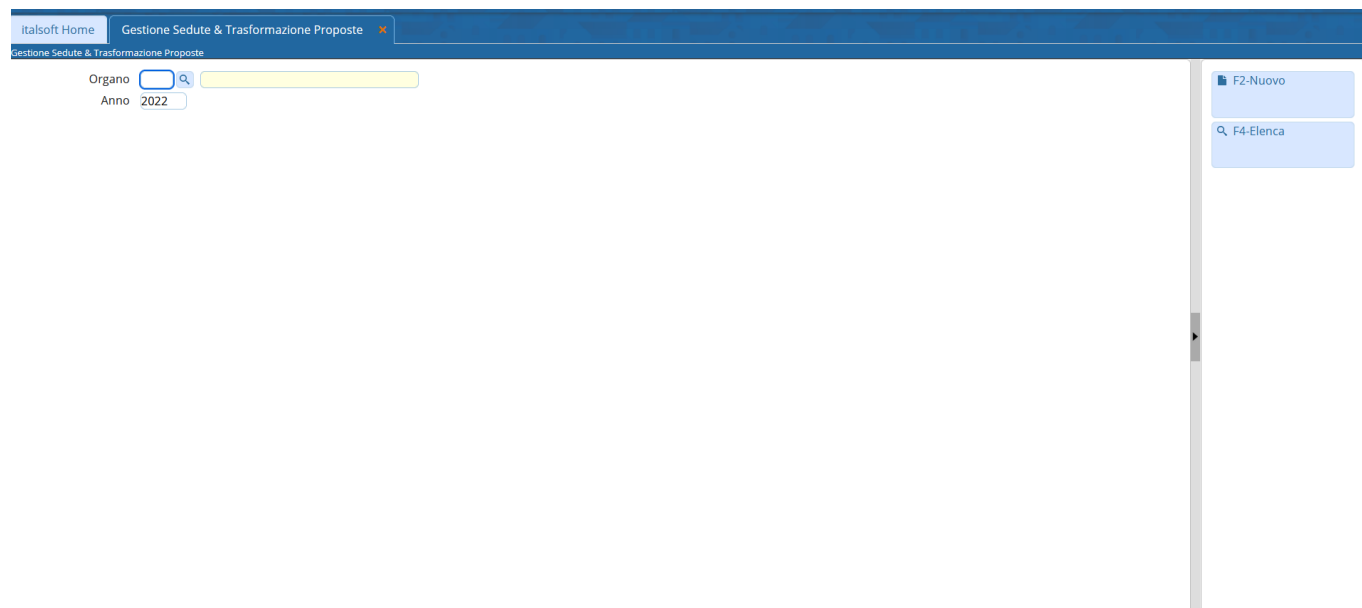 italsoft Home
Gestione Sedute & Trasformazione Proposte
Gestione Sedute & Trasformazione Proposte
Organo
Anno 2022
F2-Nuovo
F4-Elenca